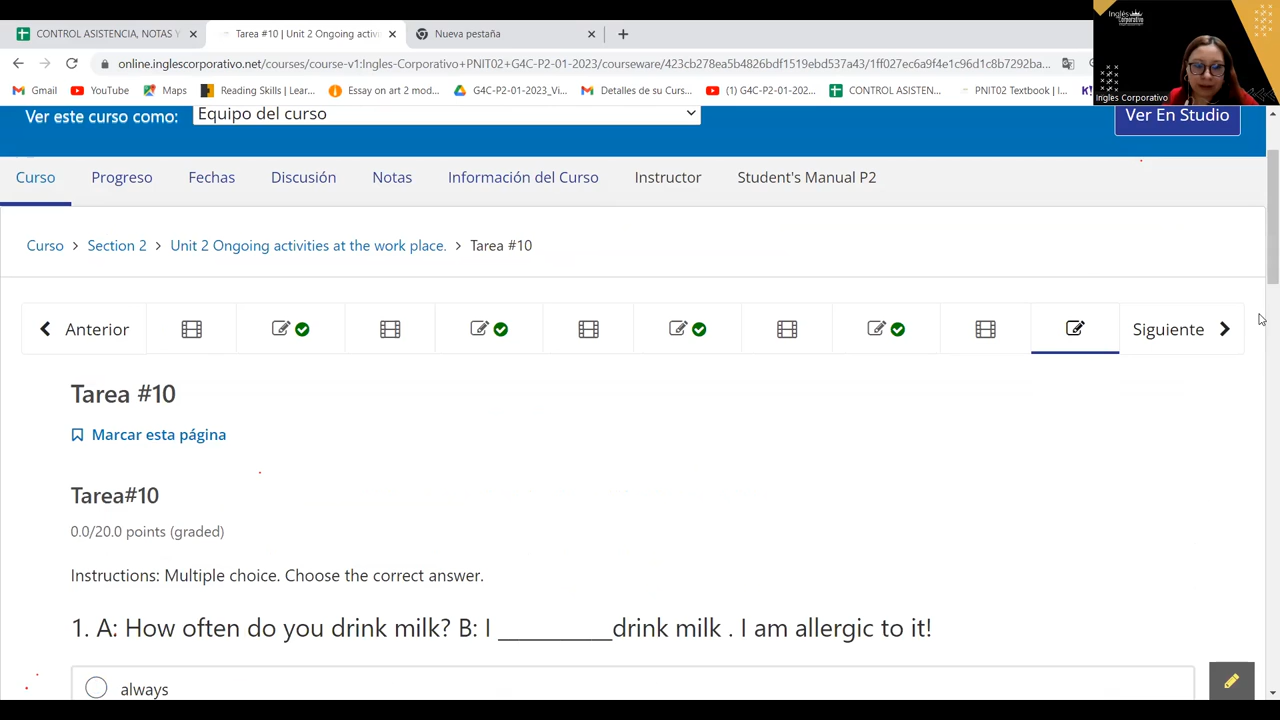 CONTROL ASISTENCIA, NOTAS Y
Tarea #10 | Unit 2 Ongoing activi
Nueva pestaña
online.inglescorporativo.net/courses/course-v1:Ingles-Corporativo+PNIT02+G4C-P2-01-2023/courseware/423cb278ea5b4826bdf1519ebd537a43/1ff027ec6a9f4e1c96d1c8b7292ba...
Gmail
YouTube
Maps
Reading Skills | Lear...
Essay on art 2 mod...
G4C-P2-01-2023_Vi...
Detalles de su Curs...
(1) G4C-P2-01-202...
CONTROL ASISTEN...
PNIT02 Textbook | I...
Inglés
Corporativo
Ingles Corporativo
Ver este curso como:
Equipo del curso
Ver En Studio
Curso
Progreso
Fechas
Discusión
Notas
Información del Curso
Instructor
Student's Manual P2
Curso > Section 2 > Unit 2 Ongoing activities at the work place. > Tarea #10
Anterior
Siguiente
Tarea #10
Marcar esta página
Tarea#10
0.0/20.0 points (graded)
Instructions: Multiple choice. Choose the correct answer.
1. A: How often do you drink milk? B: I ___________drink milk . I am allergic to it!
always